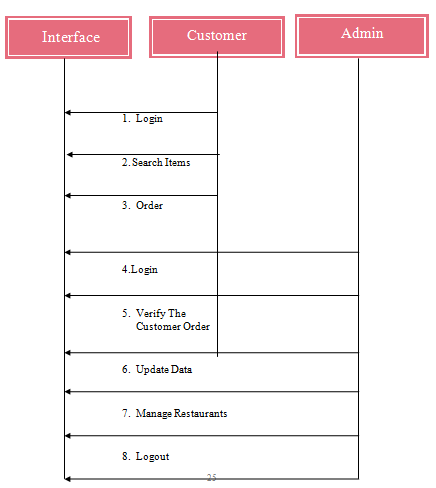 Interface
Customer
Admin
1. Login
2. Search Items
3. Order
4.Login
5. Verify The
Customer Order
6. Update Data
7. Manage Restaurants
8. Logout
25